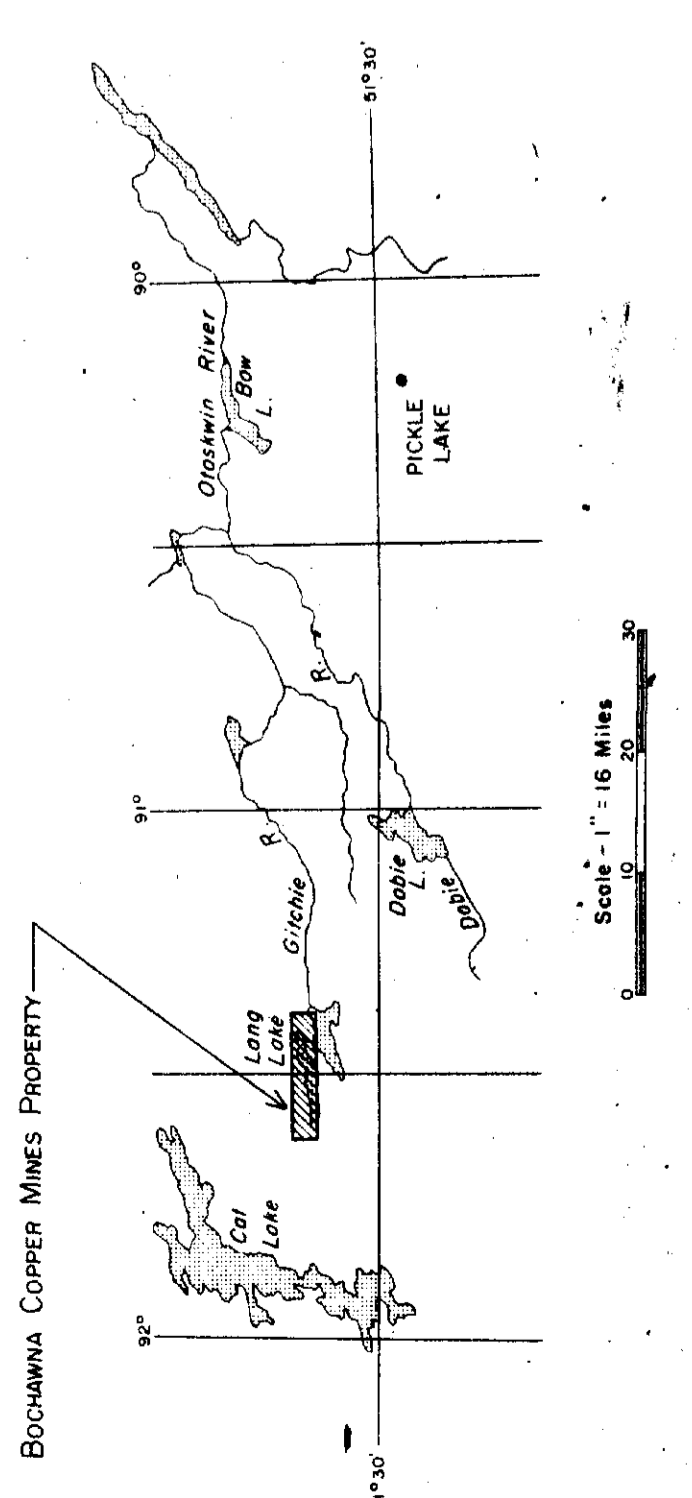 BOCHAWNA COPPER MINES PROPERTY
92°
91°
90°
Cat
Lake
Lang
Lake
Gitchie
R.
Otoskwin River
Bow
L.
R.
Dobie
L.
Dobie
PICKLE
LAKE
1°30'
51°30'
Scale - 1" = 16 Miles
0 10 20 30